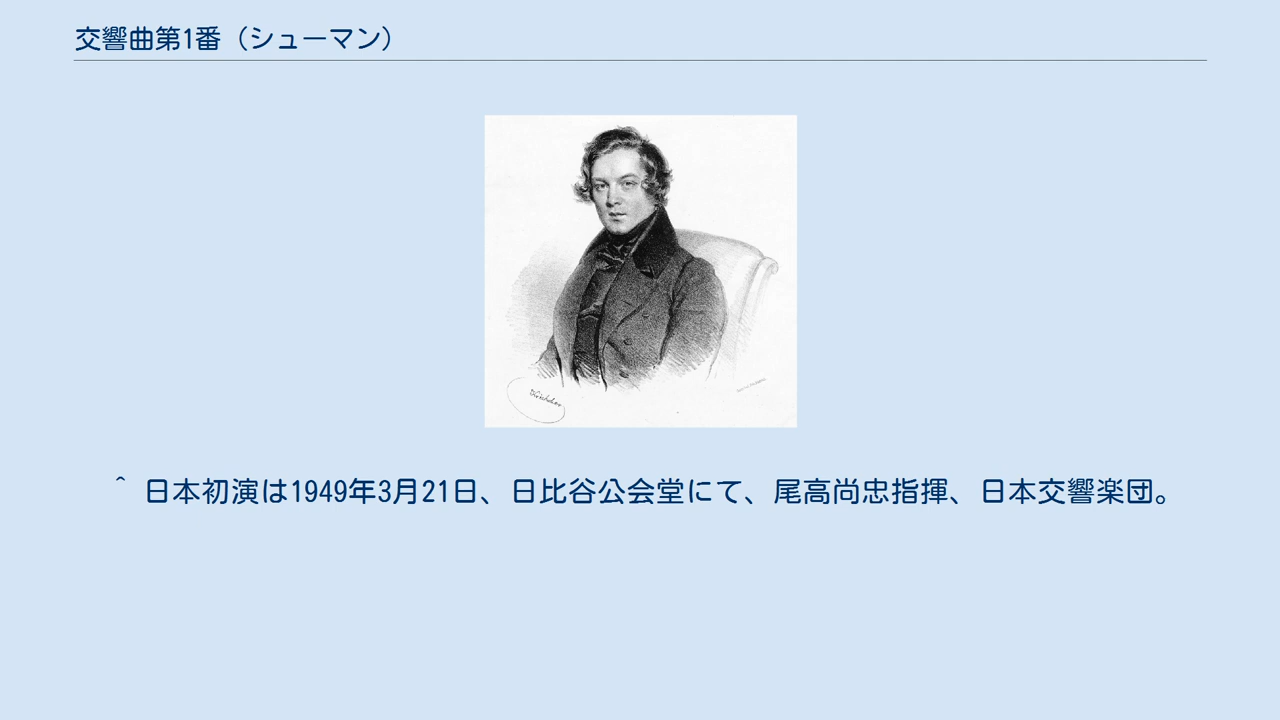 交響曲第1番（シューマン）
^ 日本初演は1949年3月21日、日比谷公会堂にて、尾高尚忠指揮、日本交響楽団。